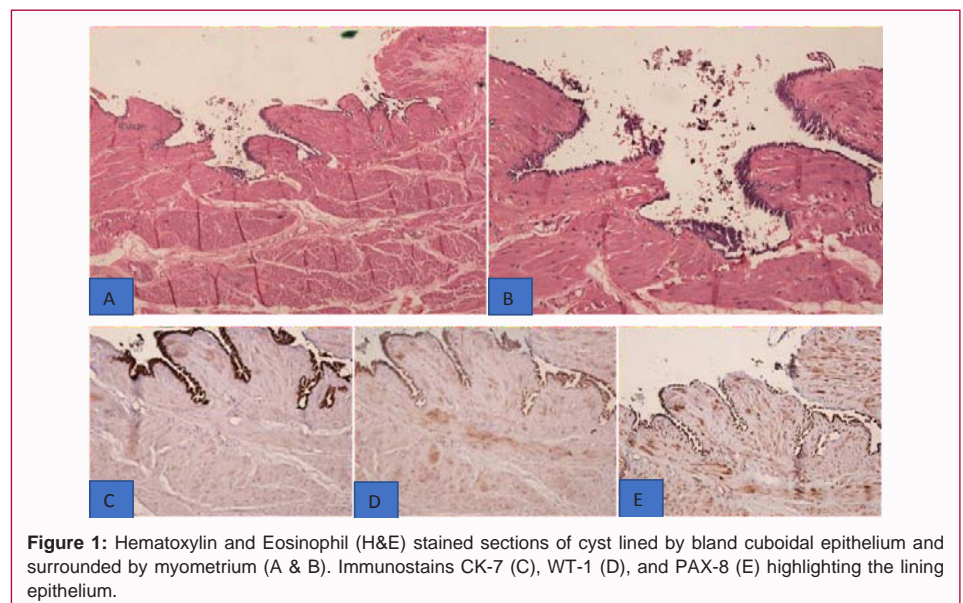 A
B
C
D
E
Figure 1: Hematoxylin and Eosinophil (H&E) stained sections of cyst lined by bland cuboidal epithelium and
surrounded by myometrium (A & B). Immunostains CK-7 (C), WT-1 (D), and PAX-8 (E) highlighting the lining
epithelium.